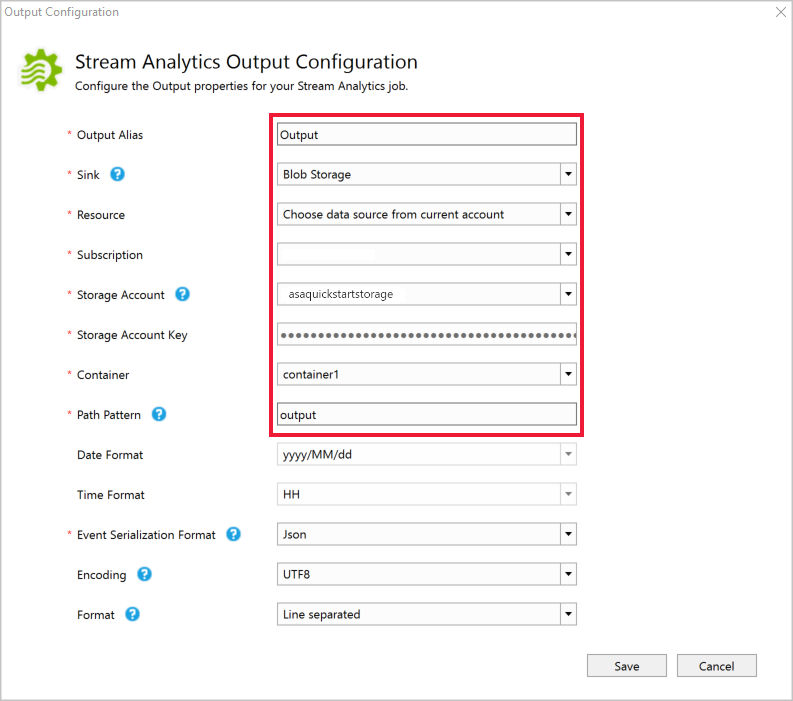 Output Configuration
Stream Analytics Output Configuration
Configure the Output properties for your Stream Analytics job.
* Output Alias Output
* Sink ? Blob Storage
* Resource Choose data source from current account
* Subscription
* Storage Account ? asaquickstartstorage
* Storage Account Key ●●●●●●●●●●●●●●●●●●●●●●●●●●●●●●●●●●●●●●●
* Container container1
* Path Pattern ? output
Date Format yyyy/MM/dd
Time Format HH
* Event Serialization Format ? Json
Encoding ? UTF8
Format ? Line separated
Save Cancel